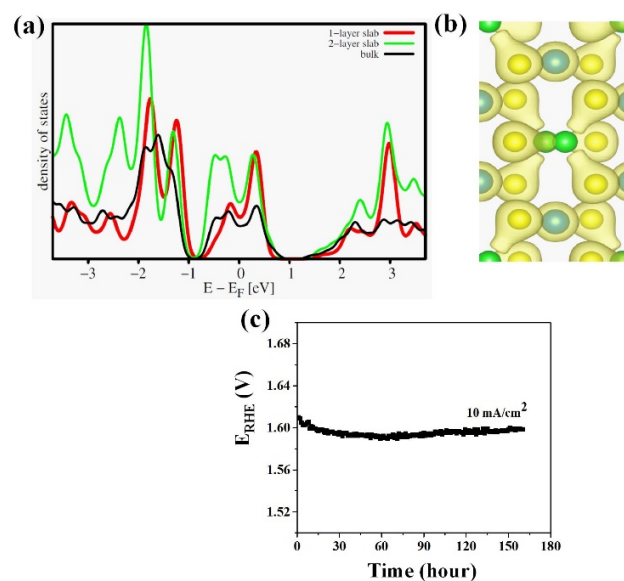 (a)
1-layer slab
2-layer slab
bulk
density of states
−3 −2 −1 0 1 2 3
E − E_F [eV]
(b)
(c)
1.68
1.64
1.60
1.56
1.52
E_RHE (V)
10 mA/cm²
0 30 60 90 120 150 180
Time (hour)